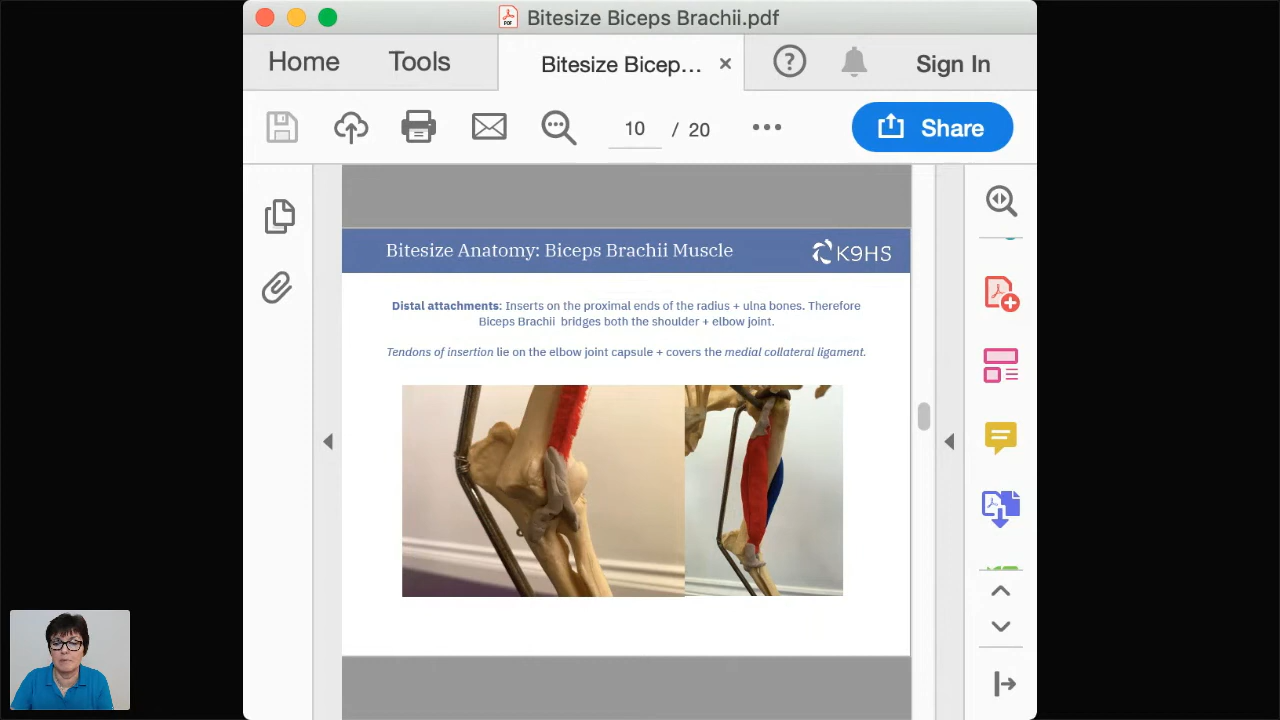 Bitesize Biceps Brachii.pdf
Home
Tools
Bitesize Bicep...
Sign In
10 / 20
Share
Bitesize Anatomy: Biceps Brachii Muscle
K9HS
Distal attachments: Inserts on the proximal ends of the radius + ulna bones. Therefore
Biceps Brachii bridges both the shoulder + elbow joint.
Tendons of insertion lie on the elbow joint capsule + covers the medial collateral ligament.